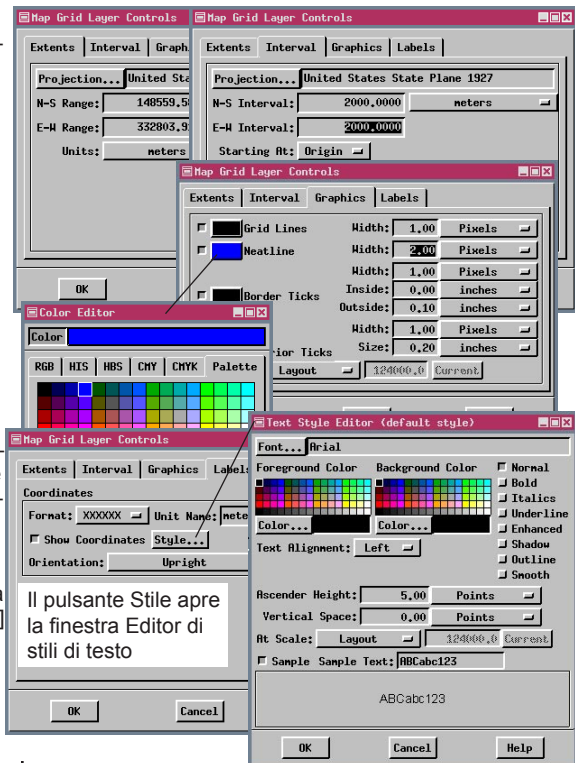 Map Grid Layer Controls
Extents Interval Graph
Projection... United Sta
N-S Range: 148559.5
E-W Range: 332803.9
Units: meters
OK
Map Grid Layer Controls
Extents Interval Graphics Labels
Projection... United States State Plane 1927
N-S Interval: 2000.0000 meters
E-W Interval: 2000.0000
Starting At: Origin
Map Grid Layer Controls
Extents Interval Graphics Labels
Grid Lines Width: 1.00 Pixels
Neatline Width: 2.00 Pixels
Width: 1.00 Pixels
Border Ticks Inside: 0.00 inches
Outside: 0.10 inches
Width: 1.00 Pixels
rior Ticks Size: 0.20 inches
Layout 124000.0 Current
Color Editor
Color
RGB HIS HBS CMY CMYK Palette
Map Grid Layer Controls
Extents Interval Graphics Labels
Coordinates
Format: XXXXXX Unit Name: mete
Show Coordinates Style...
Orientation: Upright
Il pulsante Stile apre
la finestra Editor di
stili di testo
OK Cancel
Text Style Editor (default style)
Font... Arial
Foreground Color Background Color Normal
Bold
Italics
Underline
Color... Color... Enhanced
Shadow
Text Alignment: Left Outline
Smooth
Ascender Height: 5.00 Points
Vertical Space: 0.00 Points
At Scale: Layout 124000.0 Current
Sample Sample Text: ABCabc123
ABCabc123
OK Cancel Help